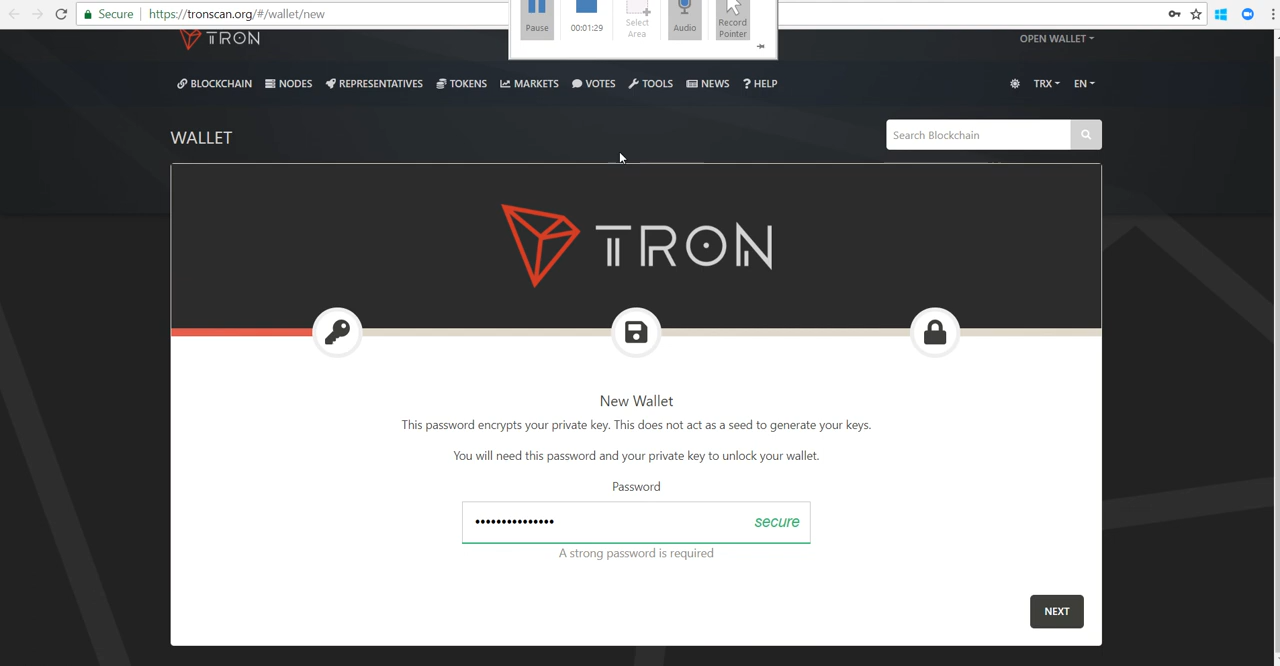 Secure https://tronscan.org/#/wallet/new
Pause 00:01:29 Select Area Audio Record Pointer
TRON OPEN WALLET
BLOCKCHAIN NODES REPRESENTATIVES TOKENS MARKETS VOTES TOOLS NEWS HELP TRX EN
WALLET Search Blockchain
TRON
New Wallet
This password encrypts your private key. This does not act as a seed to generate your keys.
You will need this password and your private key to unlock your wallet.
Password
••••••••••••••• secure
A strong password is required
NEXT